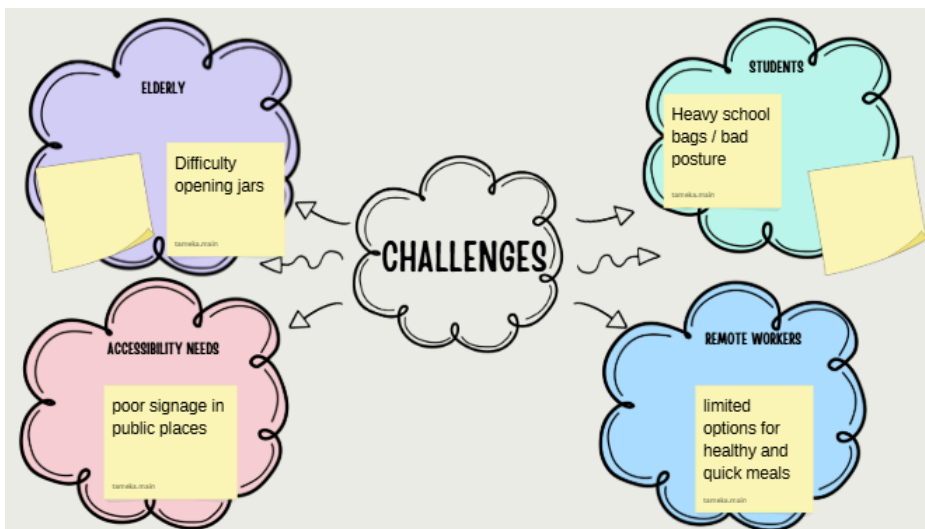 ELDERLY
Difficulty
opening jars
tameka.main
STUDENTS
Heavy school
bags / bad
posture
tameka.main
CHALLENGES
ACCESSIBILITY NEEDS
poor signage in
public places
tameka.main
REMOTE WORKERS
limited
options for
healthy and
quick meals
tameka.main